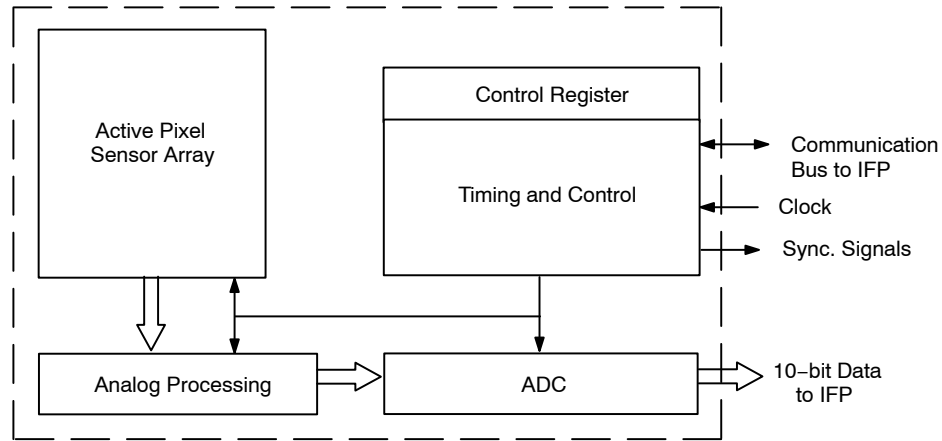 Active Pixel
Sensor Array
Control Register
Timing and Control
Communication
Bus to IFP
Clock
Sync. Signals
Analog Processing
ADC
10−bit Data
to IFP